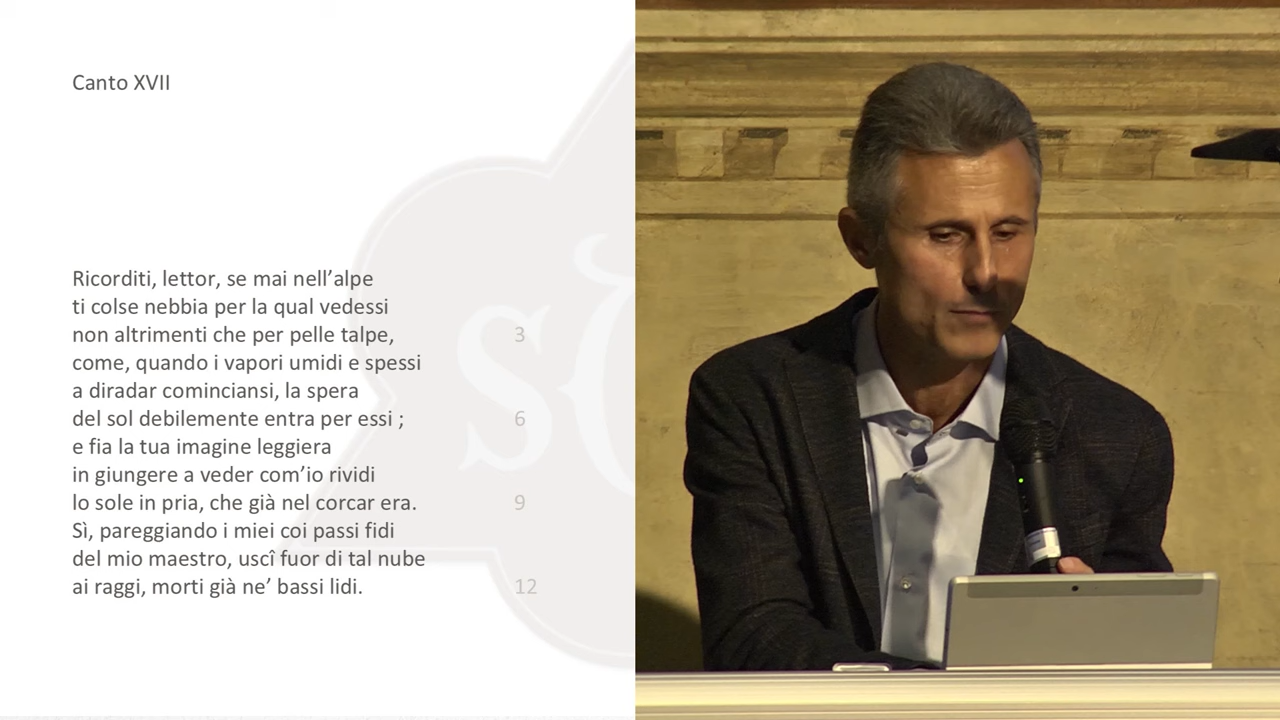 Canto XVII
Ricorditi, lettor, se mai nell’alpe
ti colse nebbia per la qual vedessi
non altrimenti che per pelle talpe,
3
come, quando i vapori umidi e spessi
a diradar cominciansi, la spera
del sol debilemente entra per essi ;
6
e fia la tua imagine leggiera
in giungere a veder com’io rividi
lo sole in pria, che già nel corcar era.
9
Sì, pareggiando i miei coi passi fidi
del mio maestro, uscî fuor di tal nube
ai raggi, morti già ne’ bassi lidi.
12